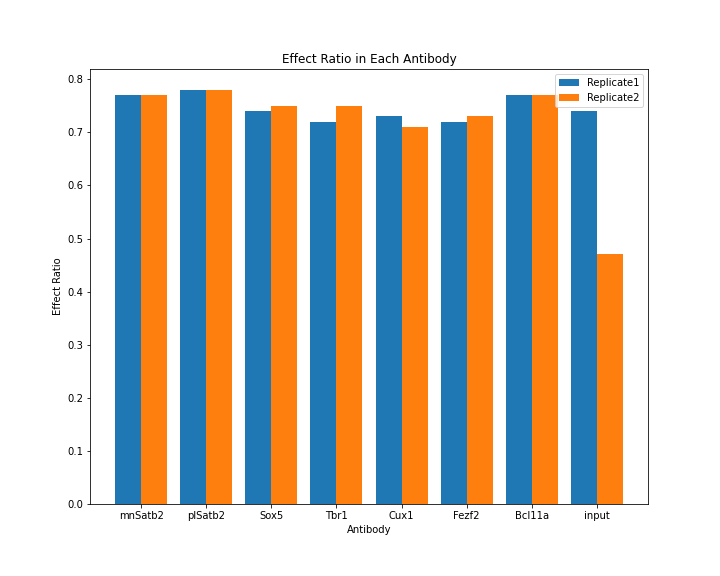 Effect Ratio in Each Antibody
Replicate1
Replicate2
0.8
0.7
0.6
0.5
0.4
0.3
0.2
0.1
0.0
Effect Ratio
mnSatb2 plSatb2 Sox5 Tbr1 Cux1 Fezf2 Bcl11a input
Antibody